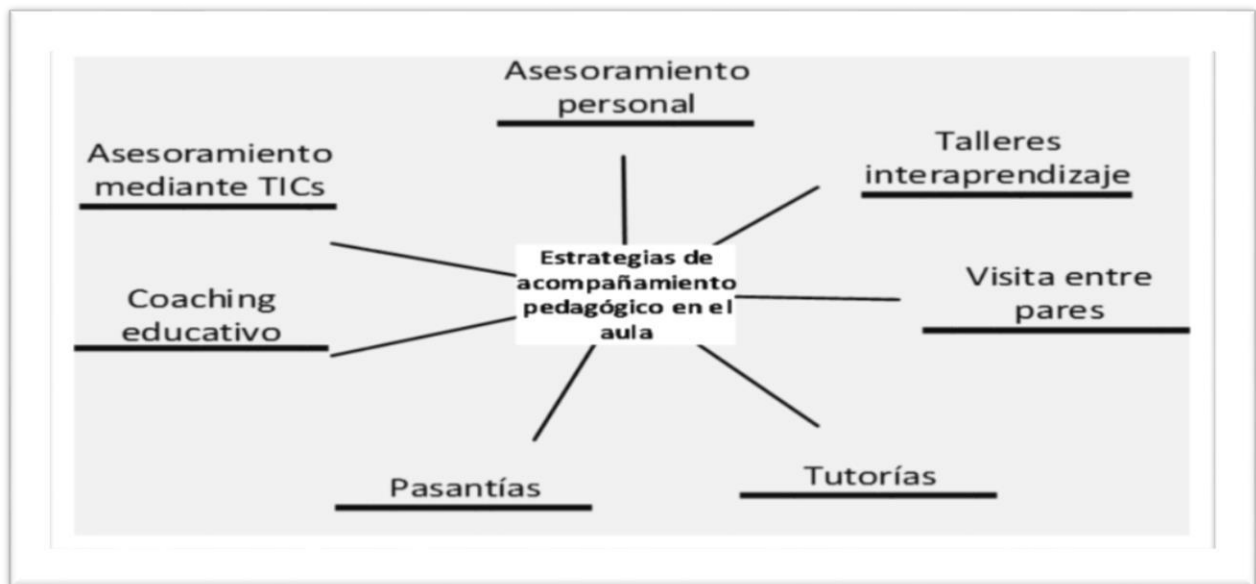 Asesoramiento
personal
Asesoramiento
mediante TICs
Talleres
interaprendizaje
Estrategias de
acompañamiento
pedagógico en el
aula
Coaching
educativo
Visita entre
pares
Pasantías
Tutorías